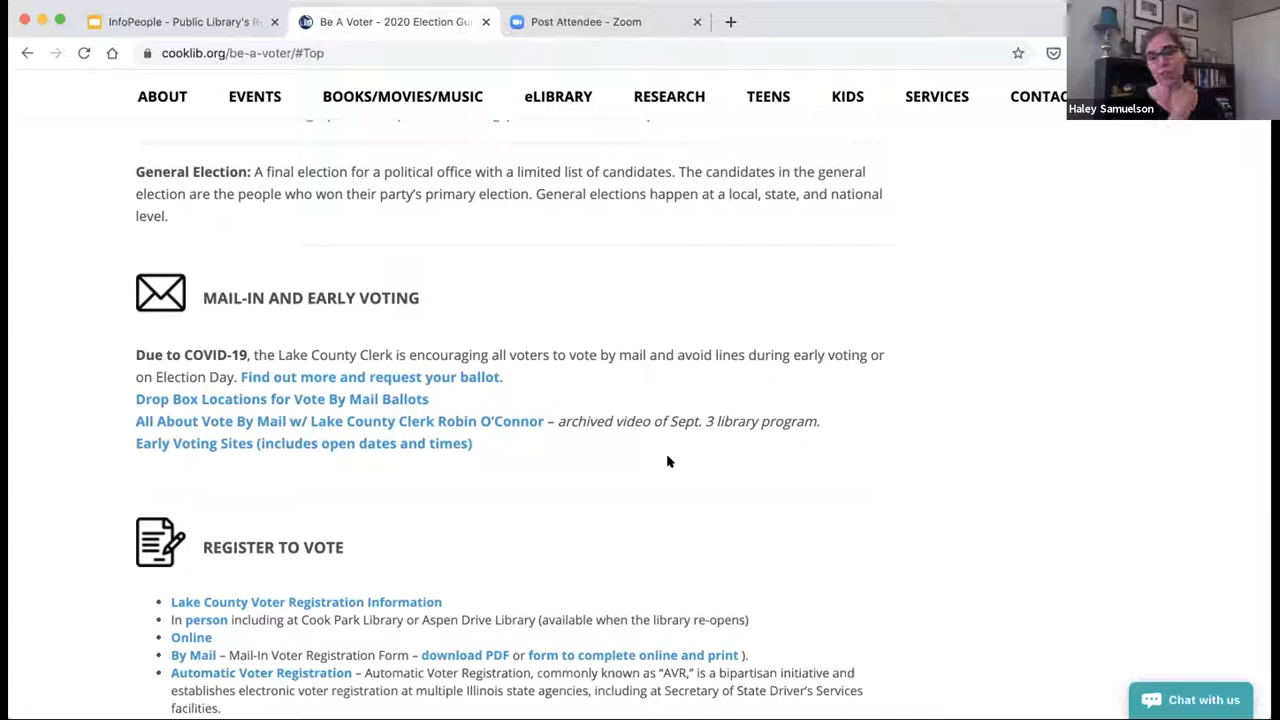 InfoPeople - Public Library's R
Be A Voter - 2020 Election Gu
Post Attendee - Zoom
cooklib.org/be-a-voter/#Top
ABOUT EVENTS BOOKS/MOVIES/MUSIC eLIBRARY RESEARCH TEENS KIDS SERVICES CONTAC
Haley Samuelson
General Election: A final election for a political office with a limited list of candidates. The candidates in the general
election are the people who won their party's primary election. General elections happen at a local, state, and national
level.
MAIL-IN AND EARLY VOTING
Due to COVID-19, the Lake County Clerk is encouraging all voters to vote by mail and avoid lines during early voting or
on Election Day. Find out more and request your ballot.
Drop Box Locations for Vote By Mail Ballots
All About Vote By Mail w/ Lake County Clerk Robin O'Connor – archived video of Sept. 3 library program.
Early Voting Sites (includes open dates and times)
REGISTER TO VOTE
• Lake County Voter Registration Information
• In person including at Cook Park Library or Aspen Drive Library (available when the library re-opens)
• Online
• By Mail – Mail-In Voter Registration Form – download PDF or form to complete online and print ).
• Automatic Voter Registration – Automatic Voter Registration, commonly known as “AVR,” is a bipartisan initiative and
establishes electronic voter registration at multiple Illinois state agencies, including at Secretary of State Driver's Services
facilities.
Chat with us